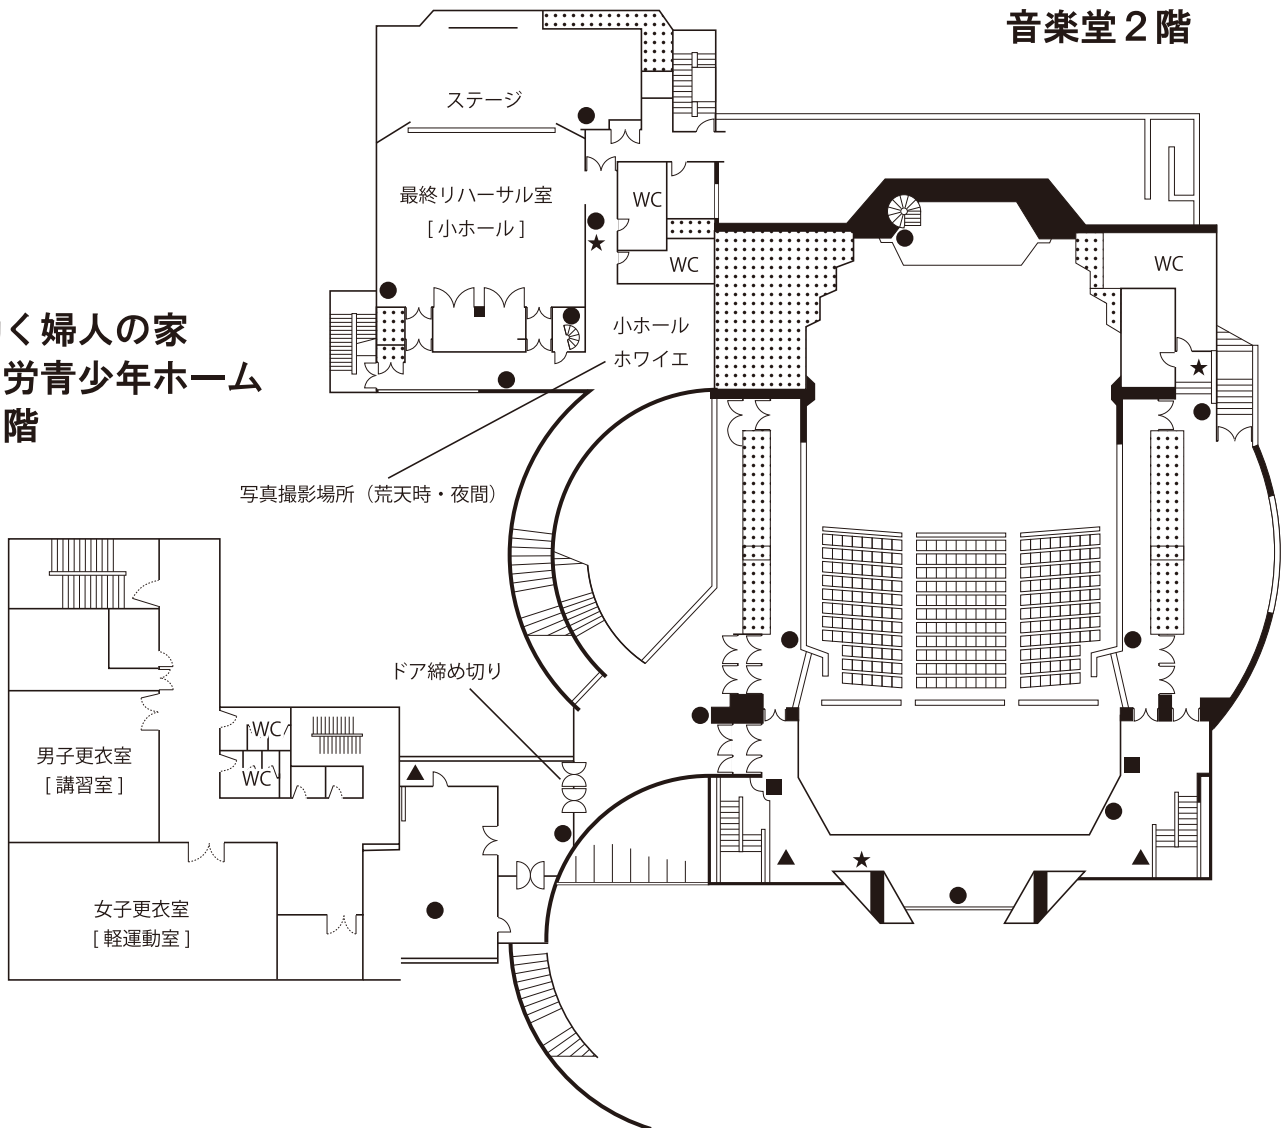 音楽堂２階
ステージ
最終リハーサル室
［小ホール］
WC
WC
WC
小ホール
ホワイエ
く婦人の家
労青少年ホーム
階
写真撮影場所（荒天時・夜間）
ドア締め切り
WC
WC
男子更衣室
［講習室］
女子更衣室
［軽運動室］